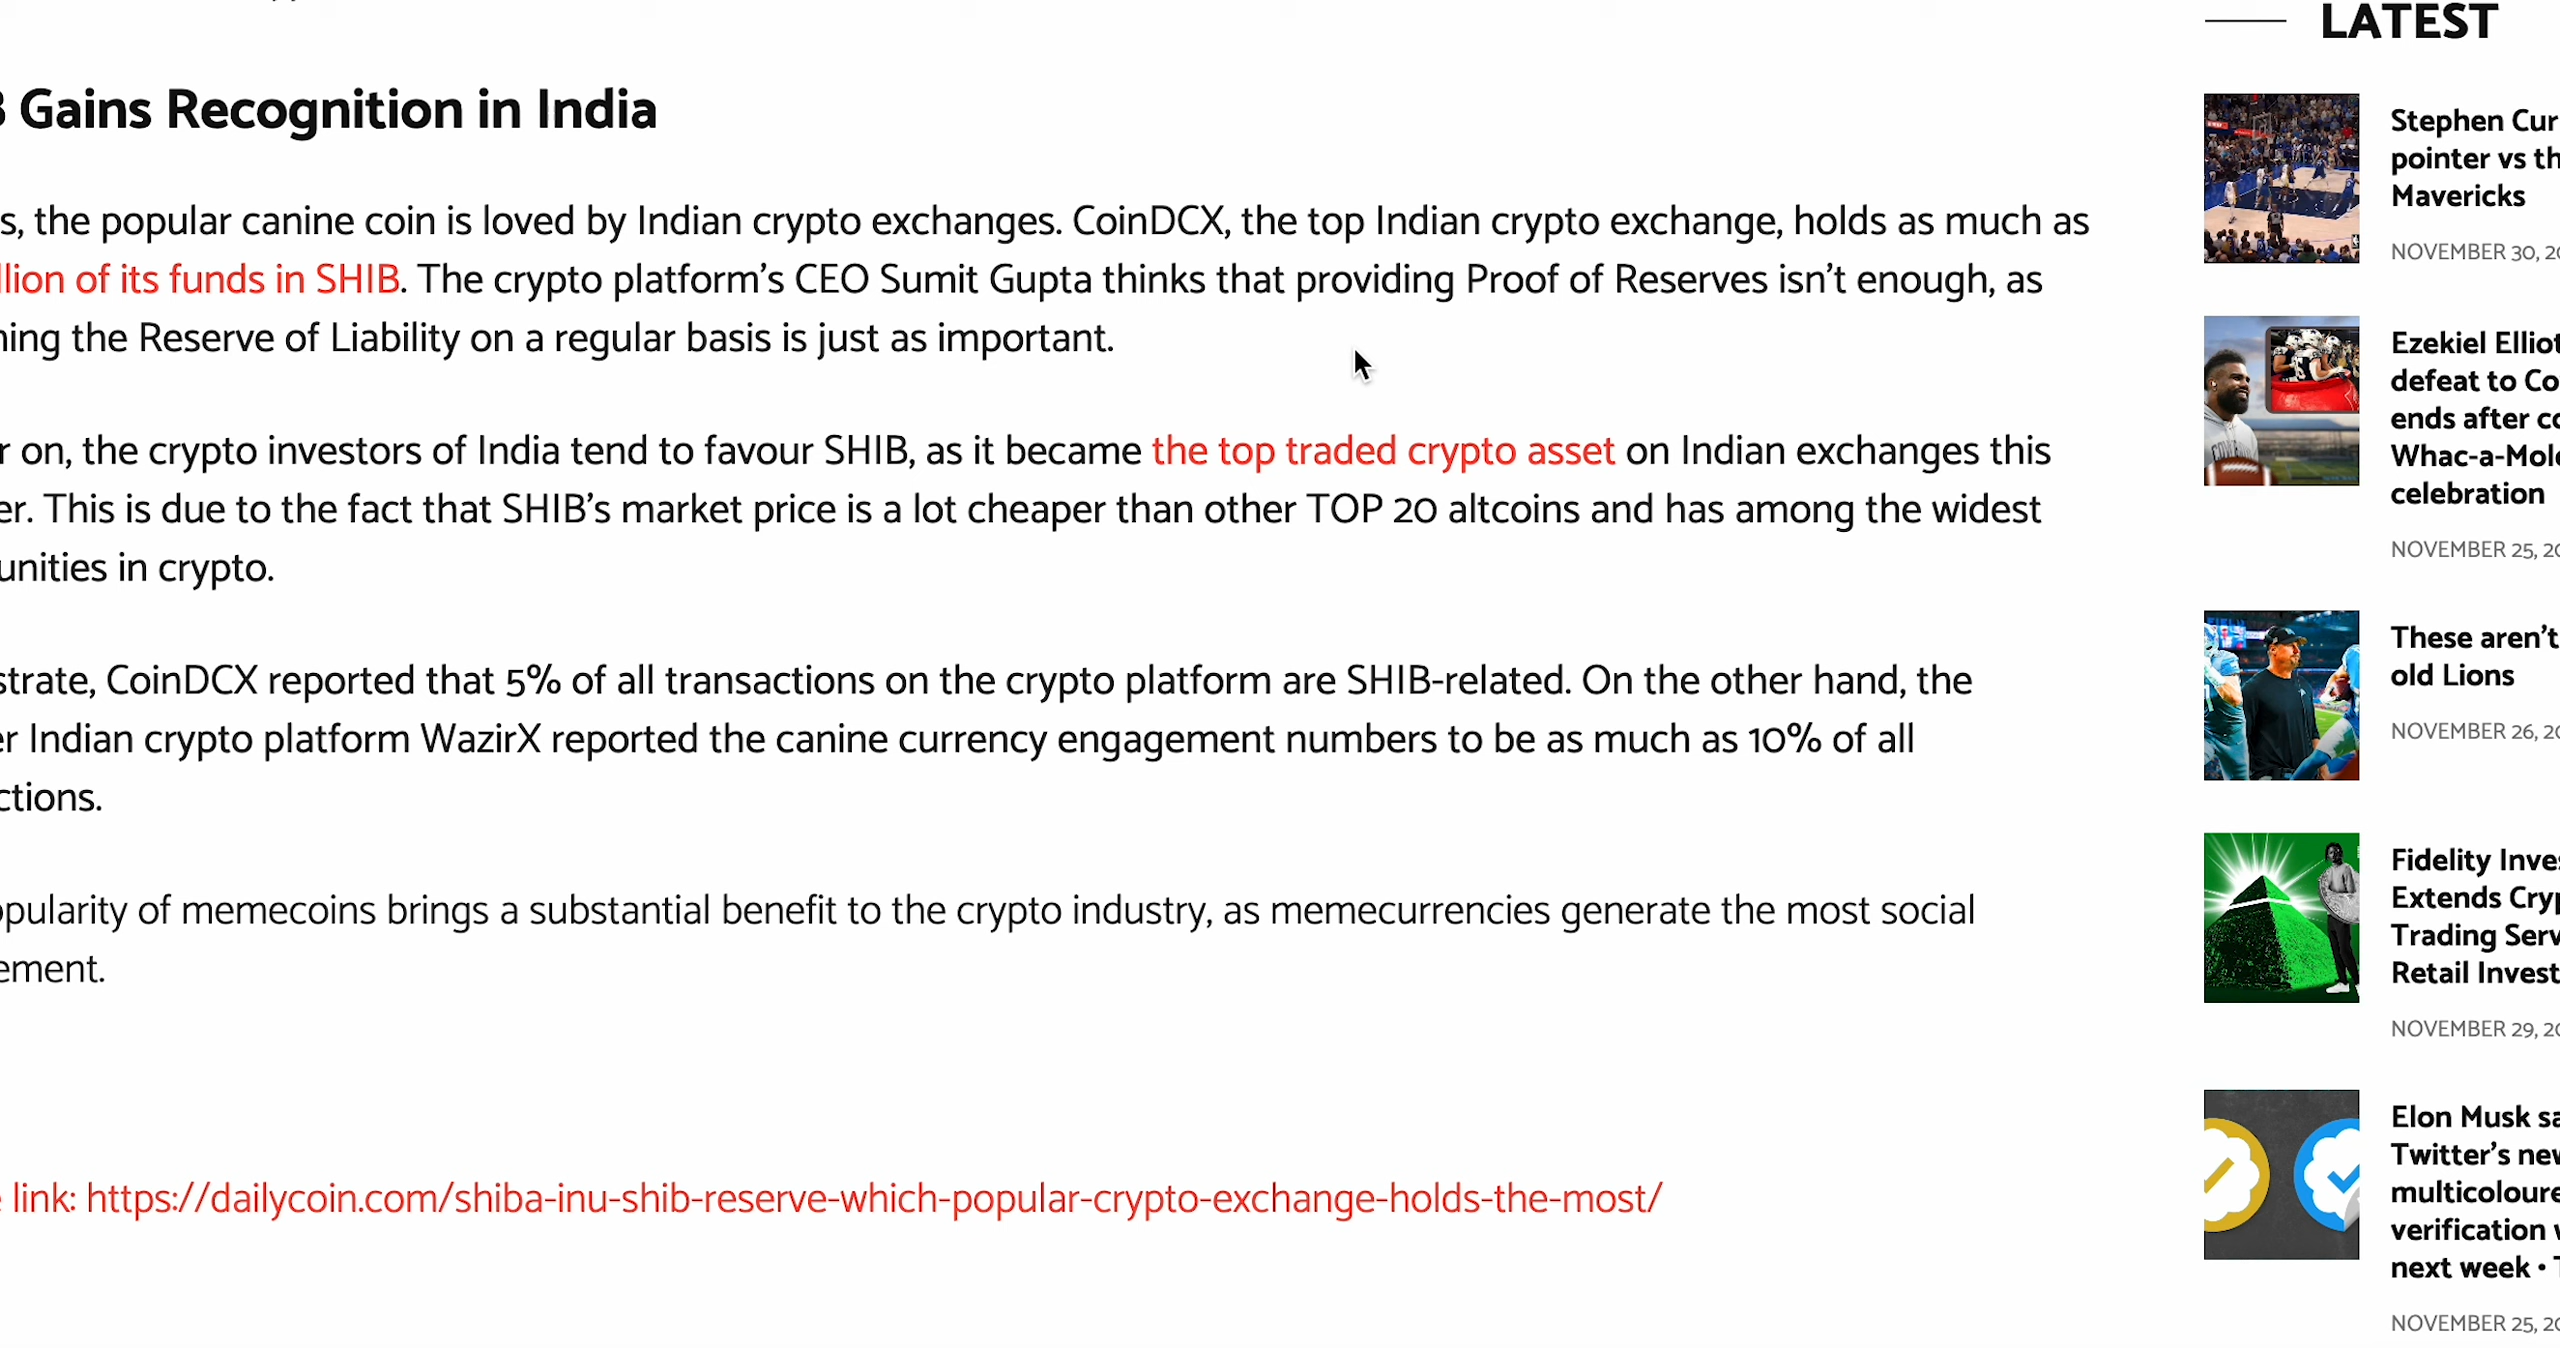 Gains Recognition in India
s, the popular canine coin is loved by Indian crypto exchanges. CoinDCX, the top Indian crypto exchange, holds as much as
llion of its funds in SHIB. The crypto platform's CEO Sumit Gupta thinks that providing Proof of Reserves isn't enough, as
ning the Reserve of Liability on a regular basis is just as important.
r on, the crypto investors of India tend to favour SHIB, as it became the top traded crypto asset on Indian exchanges this
er. This is due to the fact that SHIB's market price is a lot cheaper than other TOP 20 altcoins and has among the widest
unities in crypto.
strate, CoinDCX reported that 5% of all transactions on the crypto platform are SHIB-related. On the other hand, the
er Indian crypto platform WazirX reported the canine currency engagement numbers to be as much as 10% of all
ctions.
opularity of memecoins brings a substantial benefit to the crypto industry, as memecurrencies generate the most social
ement.
link: https://dailycoin.com/shiba-inu-shib-reserve-which-popular-crypto-exchange-holds-the-most/
LATEST
Stephen Cur
pointer vs th
Mavericks
NOVEMBER 30, 20
Ezekiel Elliot
defeat to Co
ends after co
Whac-a-Mole
celebration
NOVEMBER 25, 20
These aren't
old Lions
NOVEMBER 26, 20
Fidelity Inves
Extends Cryp
Trading Serv
Retail Invest
NOVEMBER 29, 20
Elon Musk sa
Twitter's new
multicoloure
verification w
next week •
NOVEMBER 25, 20